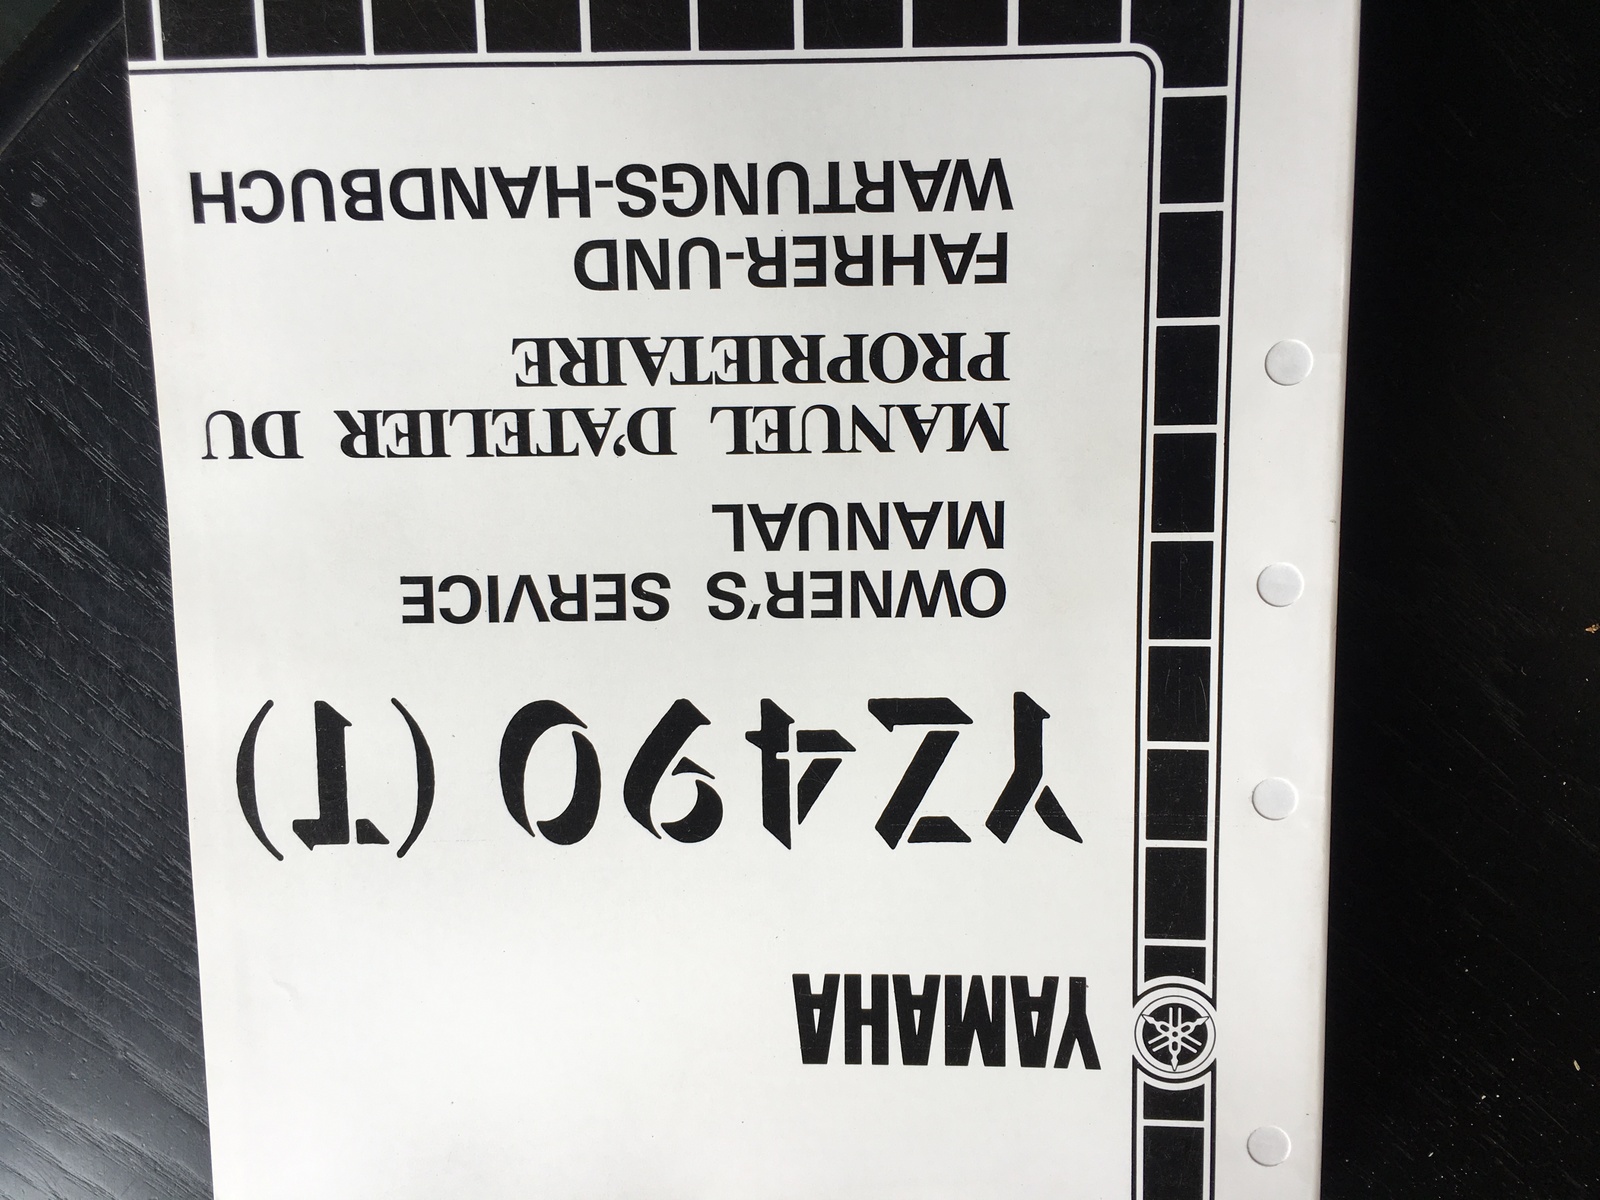 YAMAHA
YZ490 (T)
OWNER'S SERVICE
MANUAL
MANUEL D'ATELIER DU
PROPRIETAIRE
FAHRER-UND
WARTUNGS-HANDBUCH